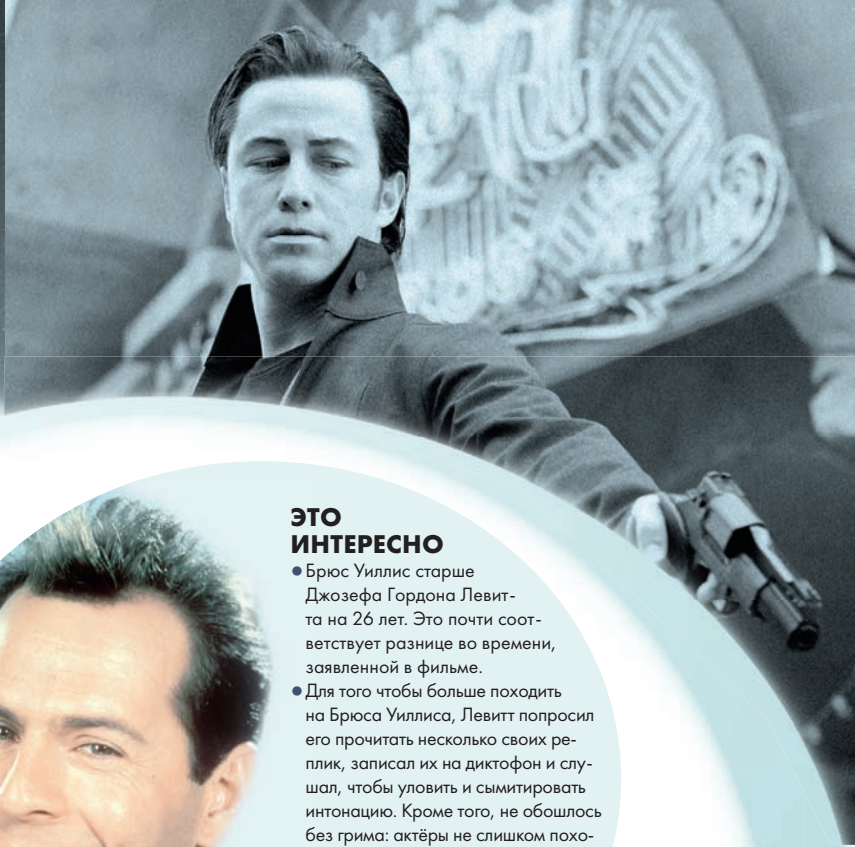 ЭТО
ИНТЕРЕСНО
● Брюс Уиллис старше
Джозефа Гордона Левит-
та на 26 лет. Это почти соот-
ветствует разнице во времени,
заявленной в фильме.
● Для того чтобы больше походить
на Брюса Уиллиса, Левитт попросил
его прочитать несколько своих ре-
плик, записал их на диктофон и слу-
шал, чтобы уловить и сымитировать
интонацию. Кроме того, не обошлось
без грима: актёры не слишком похо-